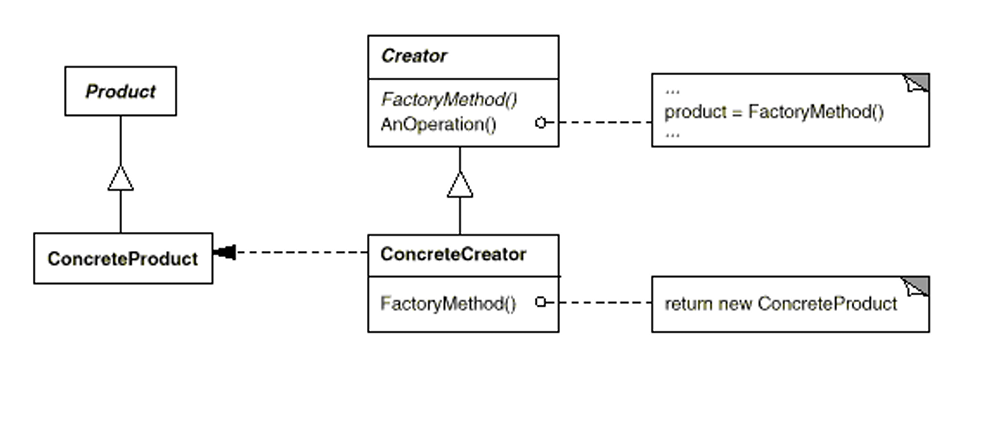 Product
ConcreteProduct
Creator
FactoryMethod()
AnOperation()
...
product = FactoryMethod()
...
ConcreteCreator
FactoryMethod()
return new ConcreteProduct